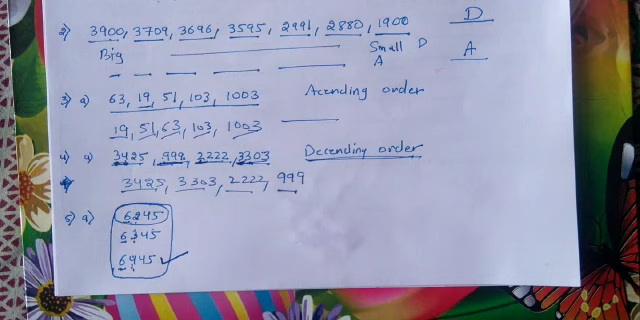 2) 3900, 3709, 3696, 3595, 2991, 2880, 1900 D
Big Small D A
A
3) a) 63, 19, 51, 103, 1003 Acending order
19, 51, 63, 103, 1003
4) a) 3425, 999, 2222, 3303 Decending order
3425, 3303, 2222, 999
5) a) 6245
6345
6945